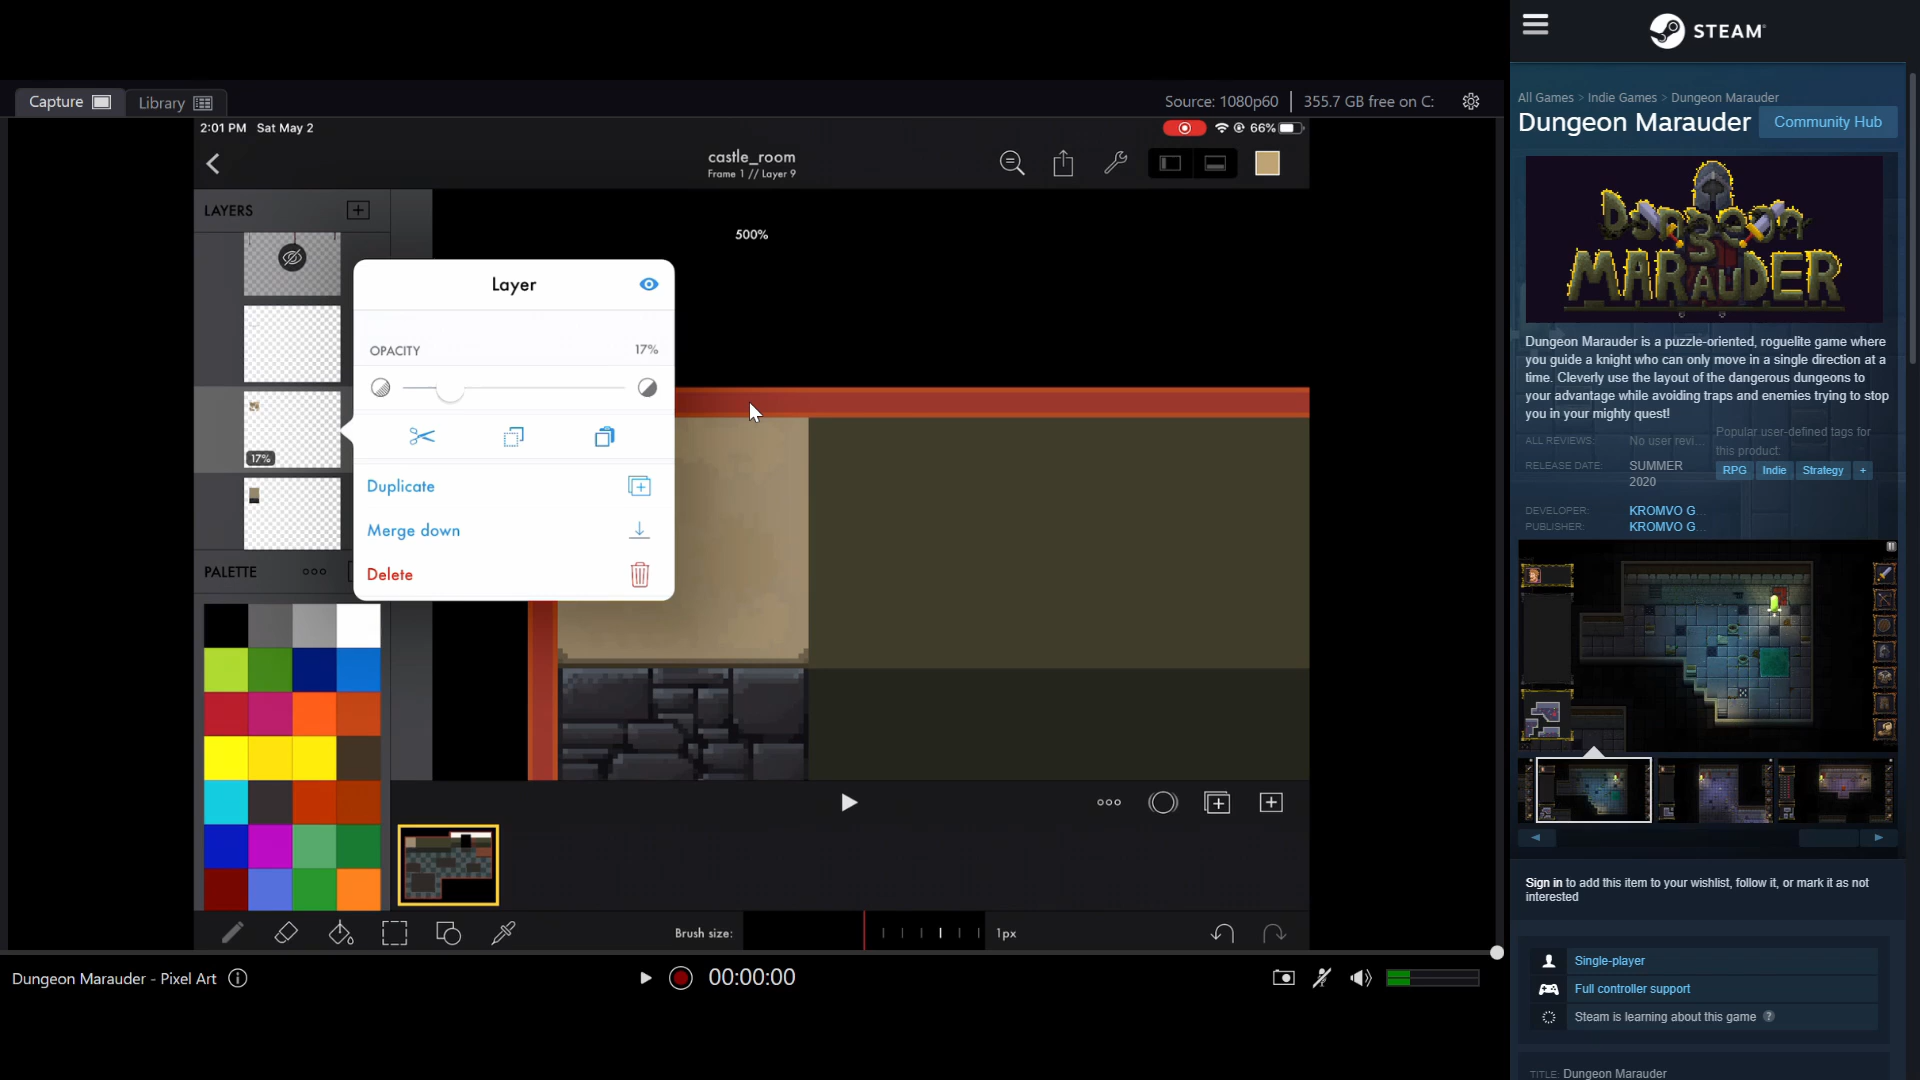 Capture
Library
Source: 1080p60
355.7 GB free on C:
2:01 PM Sat May 2
66%
castle_room
Frame 1 // Layer 9
LAYERS
500%
Layer
OPACITY
17%
17%
Duplicate
Merge down
Delete
PALETTE
Brush size:
1px
Dungeon Marauder - Pixel Art
00:00:00
STEAM
All Games > Indie Games > Dungeon Marauder
Dungeon Marauder
Community Hub
Dungeon
MARAUDER
Dungeon Marauder is a puzzle-oriented, roguelite game where
you guide a knight who can only move in a single direction at a
time. Cleverly use the layout of the dangerous dungeons to
your advantage while avoiding traps and enemies trying to stop
you in your mighty quest!
ALL REVIEWS:
No user revi...
RELEASE DATE:
SUMMER
2020
DEVELOPER:
KROMVO G...
PUBLISHER:
KROMVO G...
Popular user-defined tags for
this product:
RPG
Indie
Strategy
+
Sign in to add this item to your wishlist, follow it, or mark it as not
interested
Single-player
Full controller support
Steam is learning about this game ?
TITLE: Dungeon Marauder